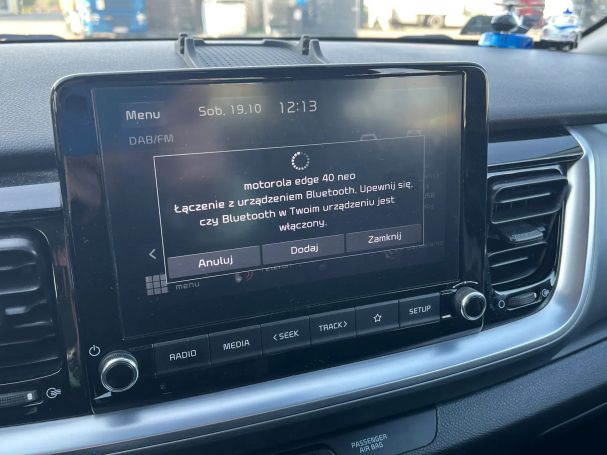 Menu Sob. 19.10 12:13
DAB/FM
motorola edge 40 neo
Łączenie z urządzeniem Bluetooth. Upewnij się,
czy Bluetooth w Twoim urządzeniu jest
włączony.
Anuluj Dodaj Zamknij
menu
RADIO MEDIA <SEEK TRACK> SETUP
PASSENGER
AIR BAG